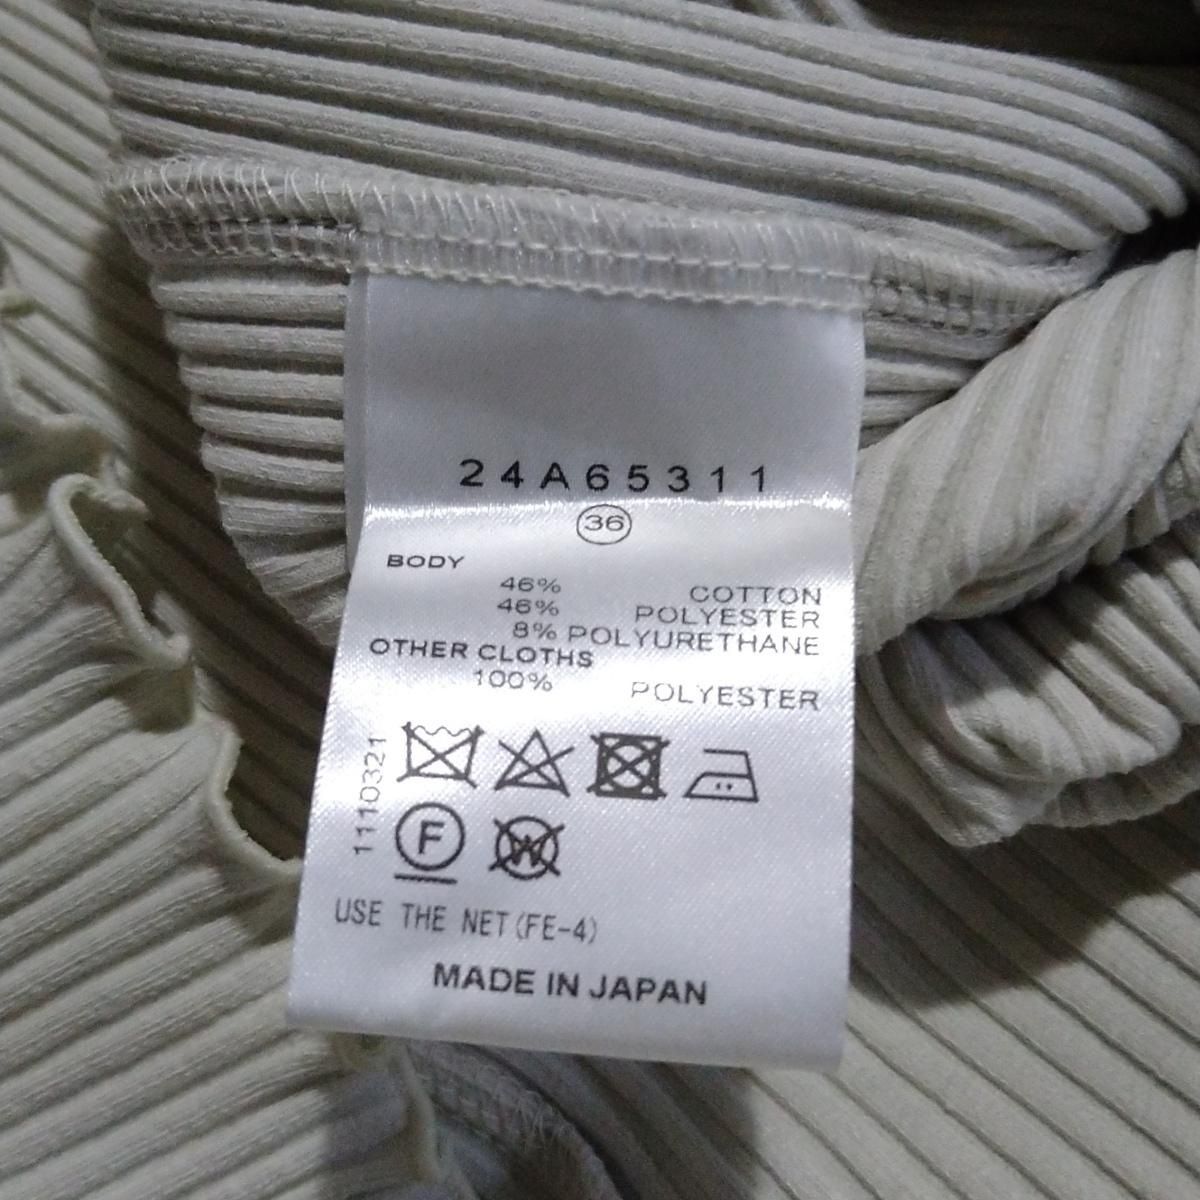 24A65311
36
BODY
46% COTTON
46% POLYESTER
8% POLYURETHANE
OTHER CLOTHS
100% POLYESTER
1110321
F
W
USE THE NET(FE-4)
MADE IN JAPAN